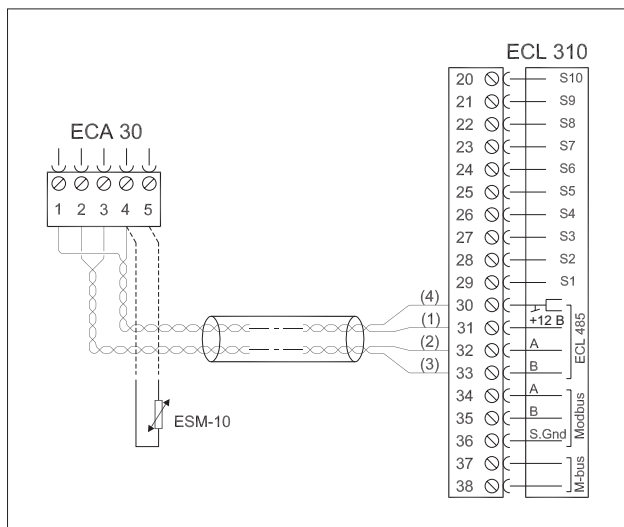 ECL 310
20 S10
21 S9
22 S8
23 S7
24 S6
25 S5
26 S4
27 S3
28 S2
29 S1
ECA 30
1 2 3 4 5
(4) 30
(1) 31 +12 В
(2) 32 A
(3) 33 B
ECL 485
34 A
35 B
36 S.Gnd
Modbus
37
38
M-bus
ESM-10